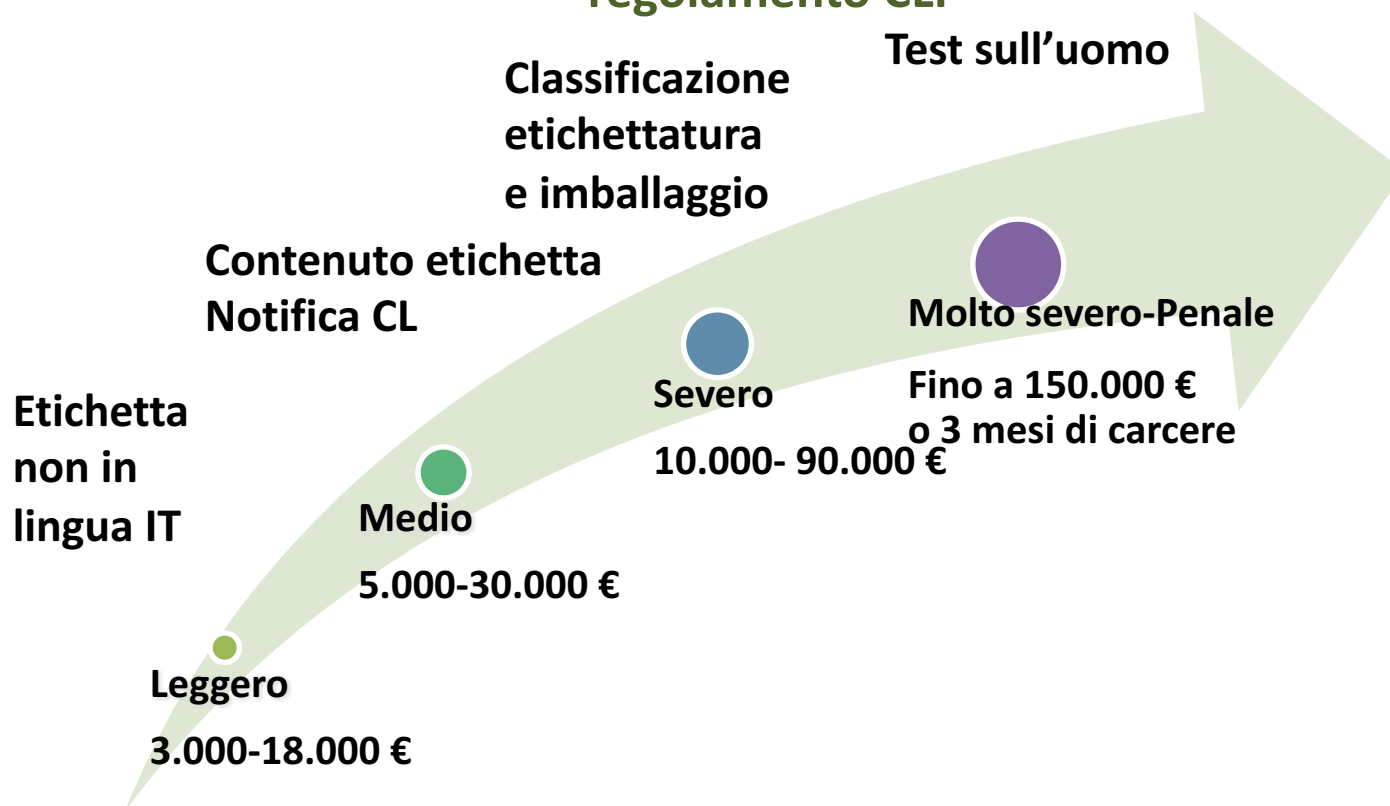 Test sull’uomo
Classificazione
etichettatura
e imballaggio
Contenuto etichetta
Notifica CL
Etichetta
non in
lingua IT
Molto severo-Penale
Fino a 150.000 €
o 3 mesi di carcere
Severo
10.000- 90.000 €
Medio
5.000-30.000 €
Leggero
3.000-18.000 €